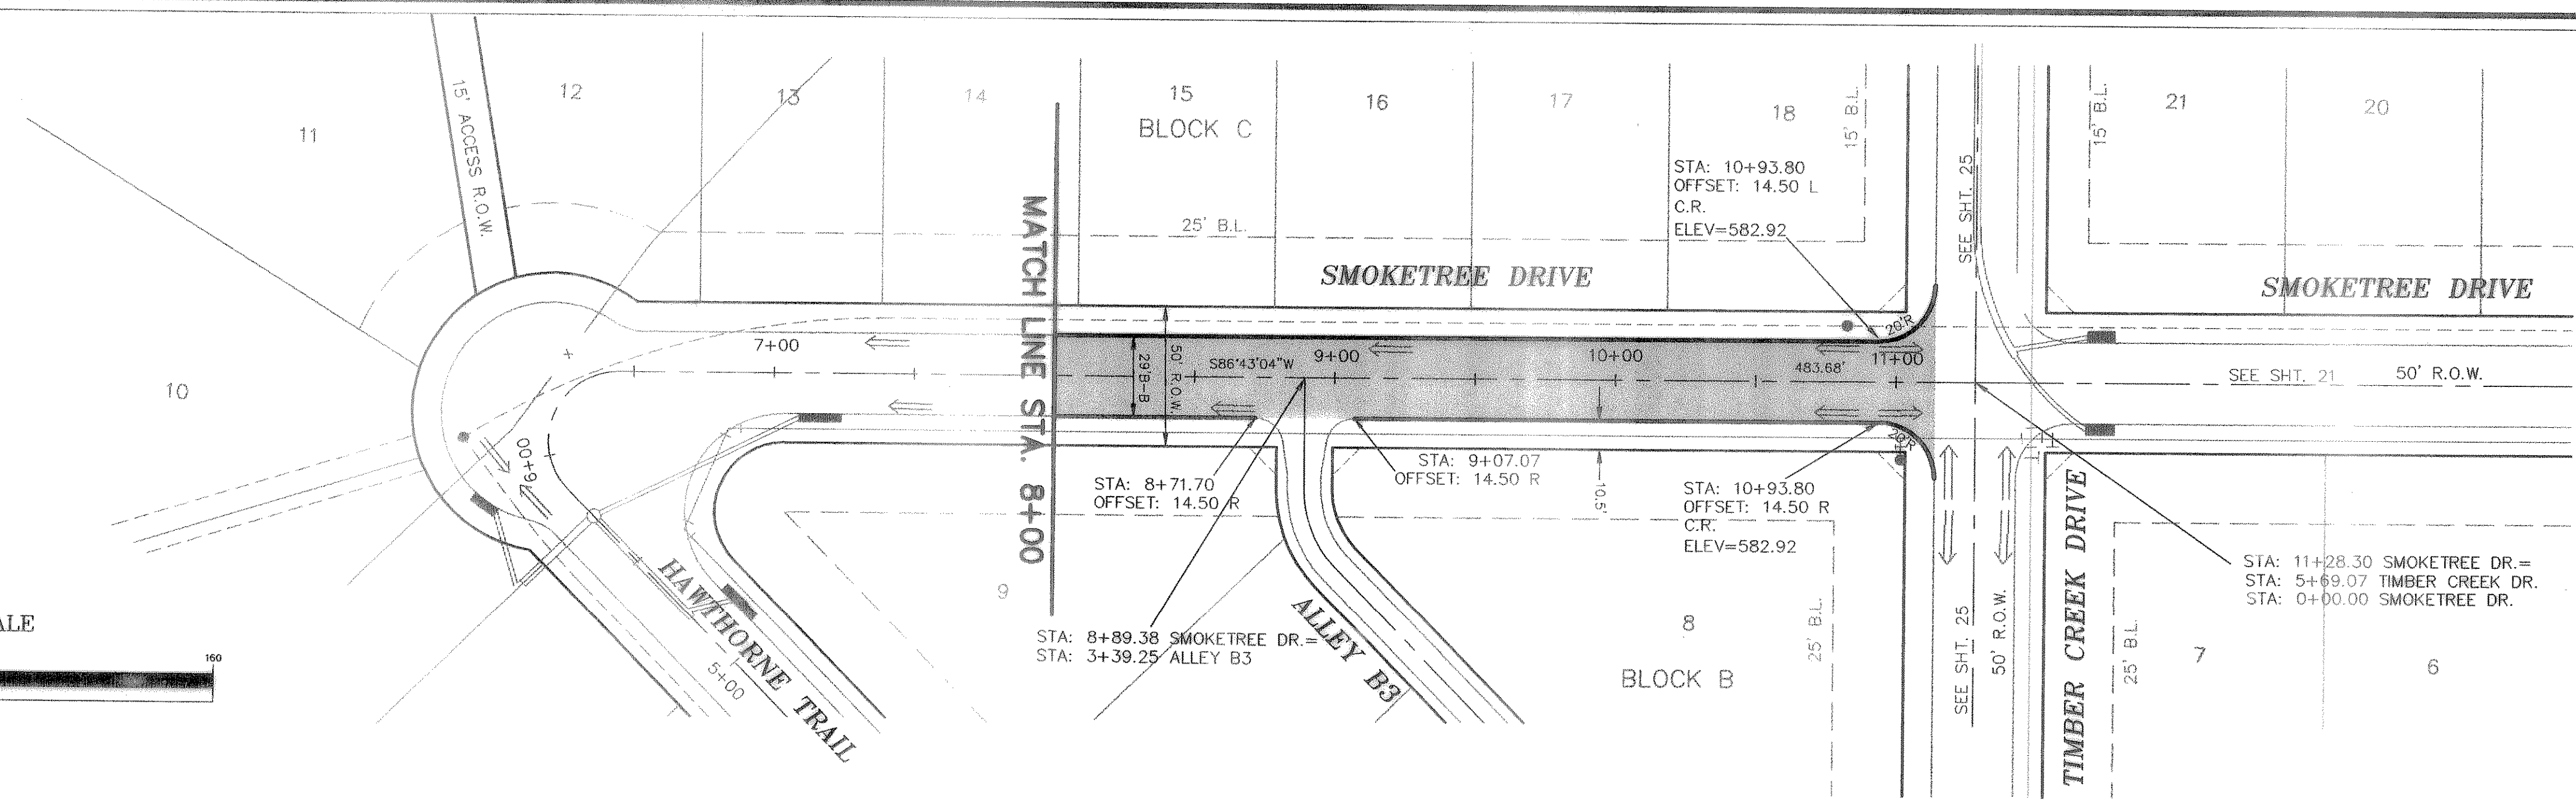 11
15' ACCESS R.O.W.
12
13
14
15
BLOCK C
16
17
18
15' B.L.
21
15' B.L.
20
10
25' B.L.
SMOKETREE DRIVE
STA: 10+93.80
OFFSET: 14.50 L
C.R.
ELEV=582.92
SEE SHT. 25
SMOKETREE DRIVE
MATCH LINE STA. 8+00
7+00
29'B-B
50' R.O.W.
S86°43'04"W
9+00
10+00
483.68'
11+00
20'R
20'R
SEE SHT. 21
50' R.O.W.
6+00
STA: 8+71.70
OFFSET: 14.50 R
STA: 9+07.07
OFFSET: 14.50 R
10.5'
STA: 10+93.80
OFFSET: 14.50 R
C.R.
ELEV=582.92
STA: 11+28.30 SMOKETREE DR.=
STA: 5+69.07 TIMBER CREEK DR.
STA: 0+00.00 SMOKETREE DR.
9
HAWTHORNE TRAIL
5+00
STA: 8+89.38 SMOKETREE DR.=
STA: 3+39.25 ALLEY B3
ALLEY B3
8
BLOCK B
25' B.L.
SEE SHT. 25
50' R.O.W.
TIMBER CREEK DRIVE
25' B.L.
7
6
ALE
160